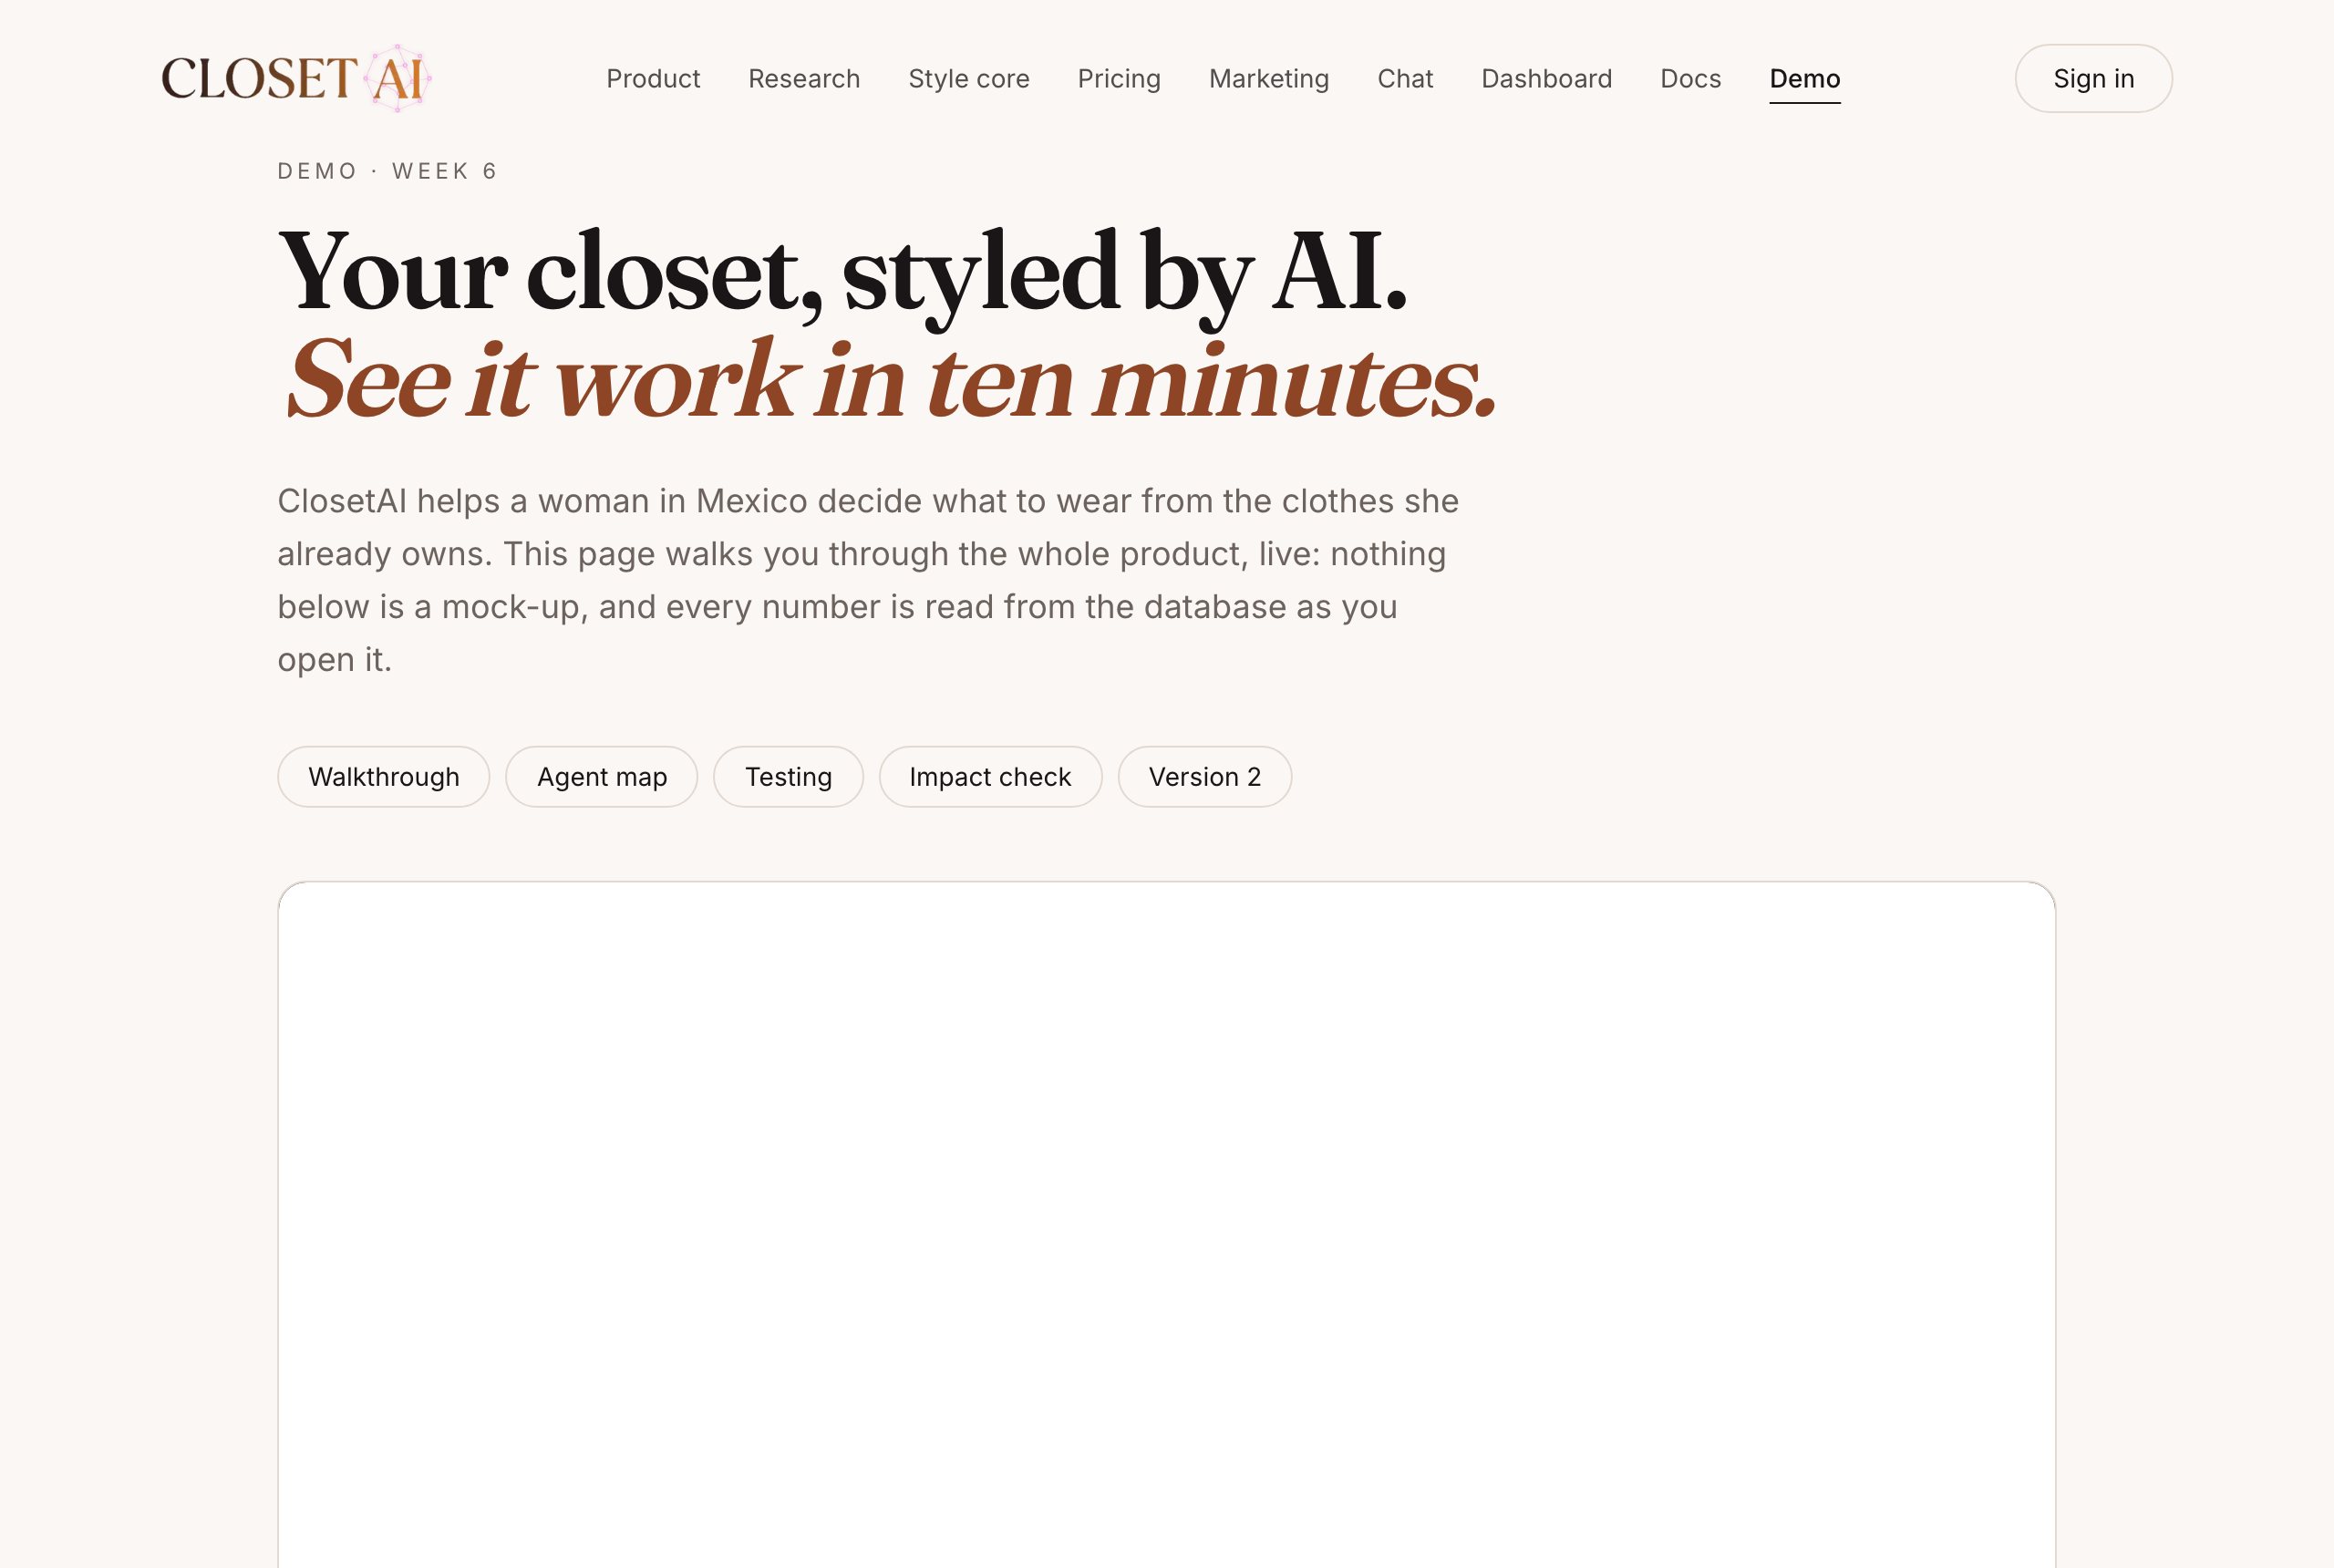 CLOSET AI
Product
Research
Style core
Pricing
Marketing
Chat
Dashboard
Docs
Demo
Sign in
DEMO · WEEK 6
Your closet, styled by AI.
See it work in ten minutes.
ClosetAI helps a woman in Mexico decide what to wear from the clothes she
already owns. This page walks you through the whole product, live: nothing
below is a mock-up, and every number is read from the database as you
open it.
Walkthrough
Agent map
Testing
Impact check
Version 2